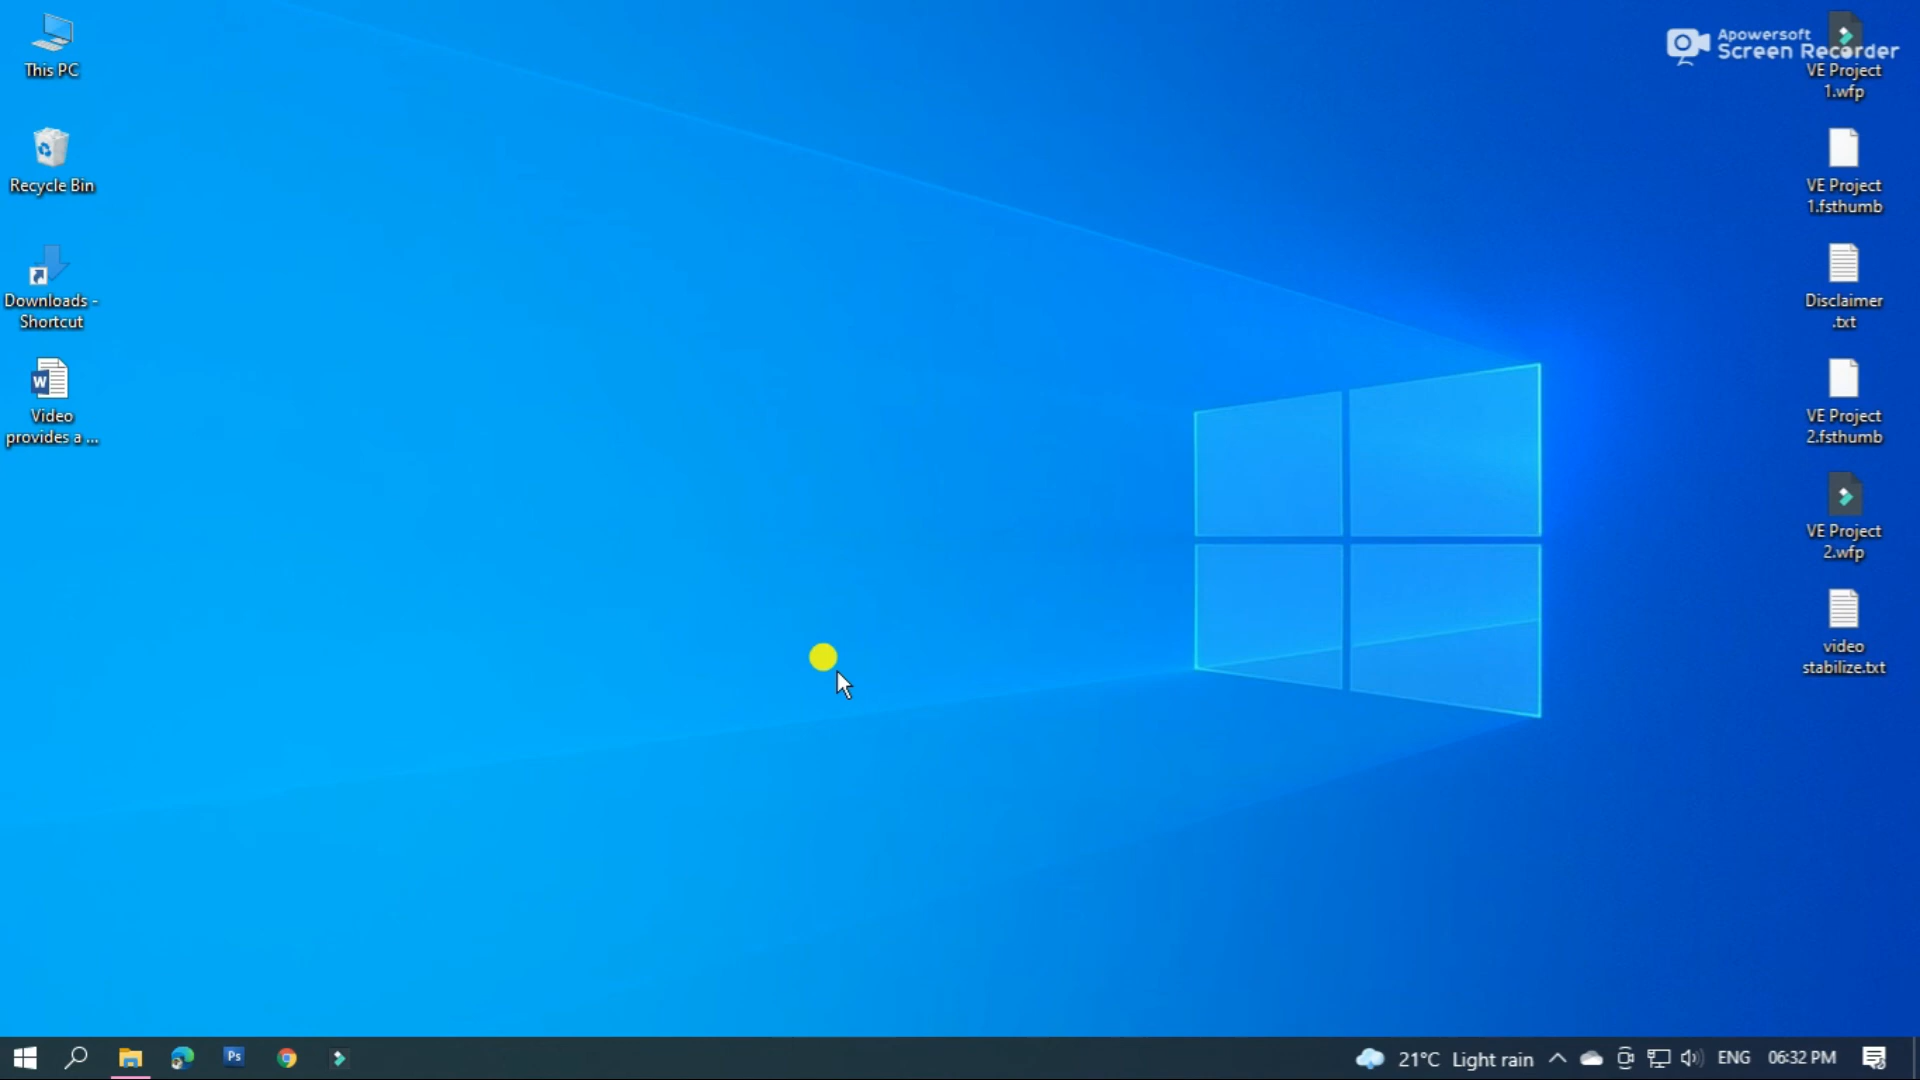 This PC
Recycle Bin
Downloads -
Shortcut
W
Video
provides a ...
Apowersoft
Screen Recorder
VE Project
1.wfp
VE Project
1.fsthumb
Disclaimer
.txt
VE Project
2.fsthumb
VE Project
2.wfp
video
stabilize.txt
Ps
21°C Light rain
ENG
06:32 PM